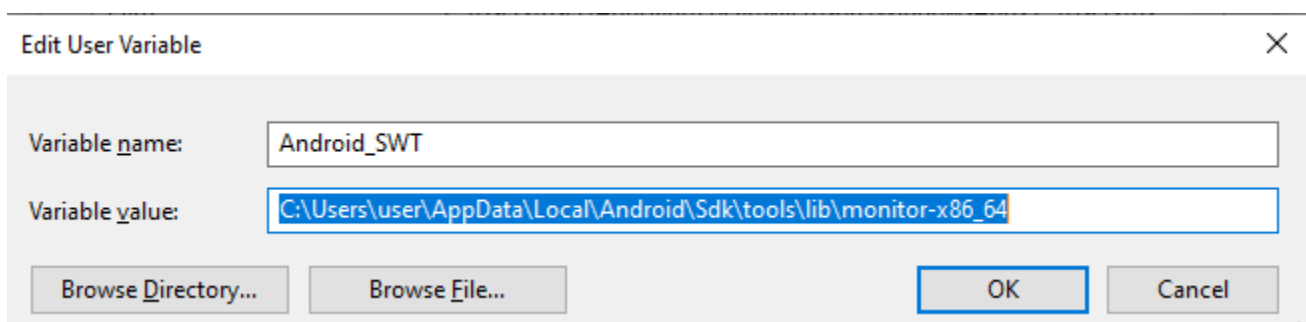 Edit User Variable
Variable name: Android_SWT
Variable value: C:\Users\user\AppData\Local\Android\Sdk\tools\lib\monitor-x86_64
Browse Directory... Browse File... OK Cancel